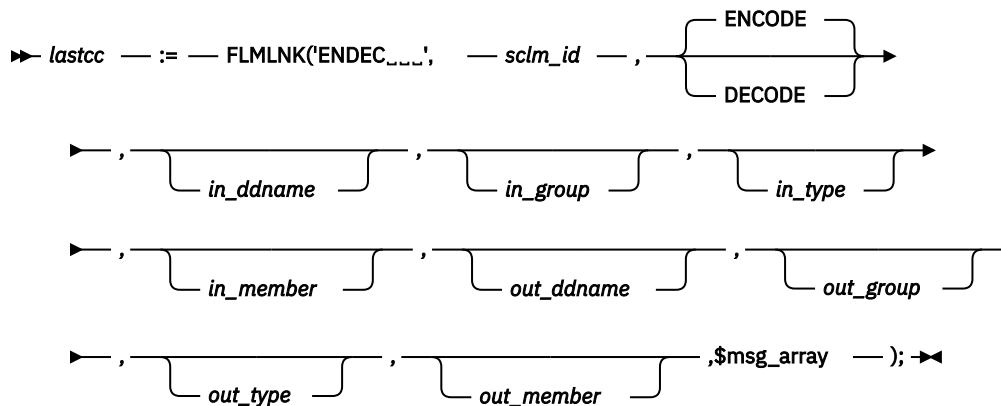 ENCODE
lastcc := FLMLNK('ENDEC␣␣␣', sclm_id ,
DECODE
, , ,
in_ddname in_group in_type
, , ,
in_member out_ddname out_group
, , ,$msg_array );
out_type out_member